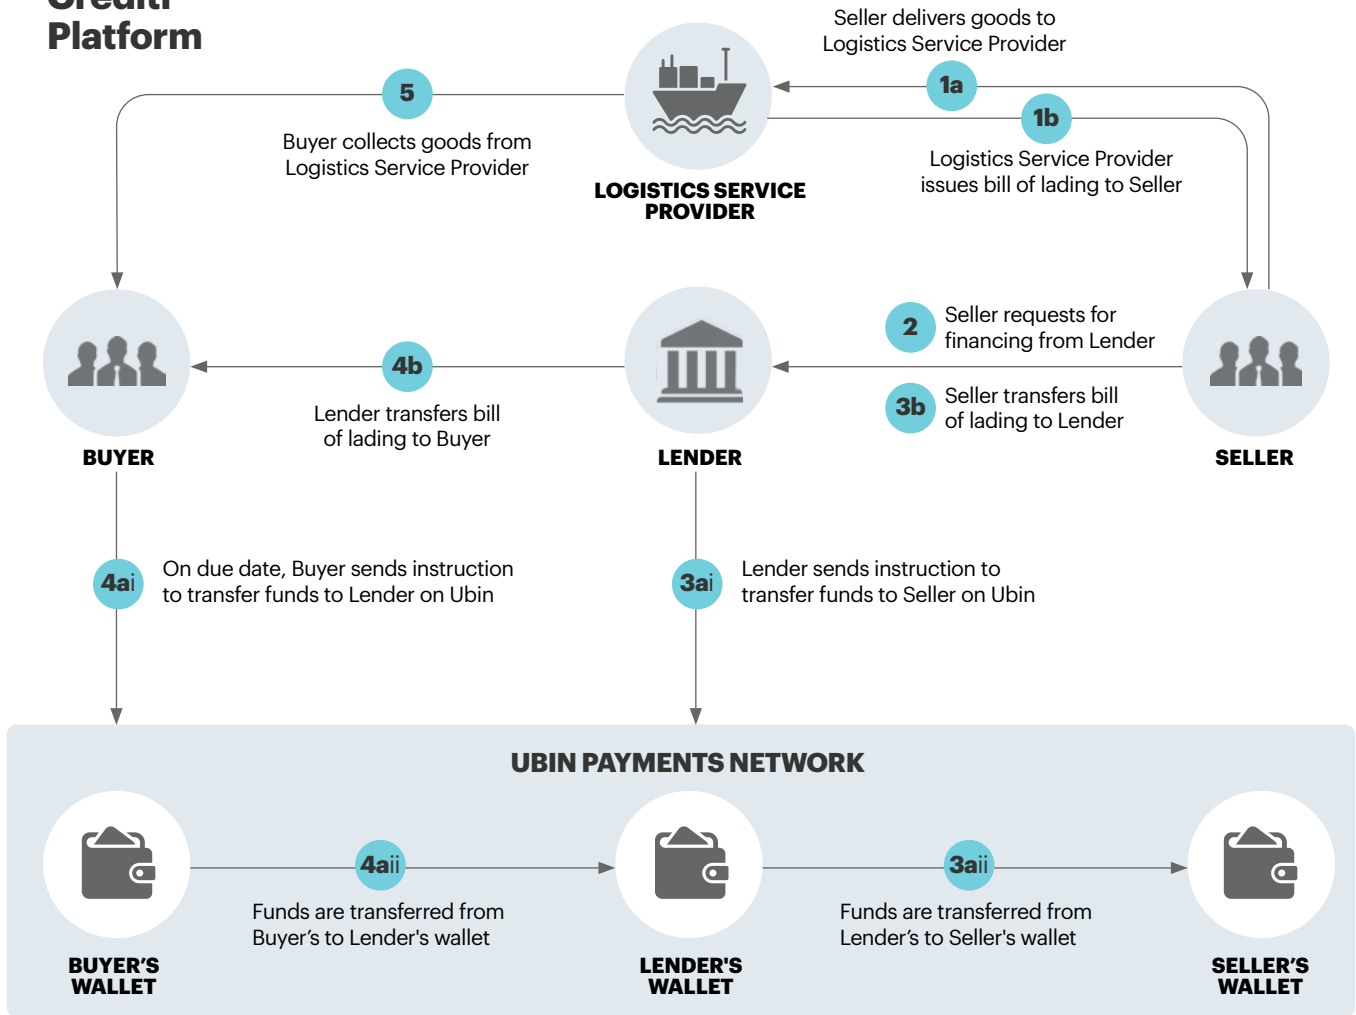 Platform
Seller delivers goods to
Logistics Service Provider
1a
5
1b
Buyer collects goods from
Logistics Service Provider
Logistics Service Provider
issues bill of lading to Seller
LOGISTICS SERVICE
PROVIDER
2
Seller requests for
financing from Lender
4b
3b
Seller transfers bill
of lading to Lender
Lender transfers bill
of lading to Buyer
BUYER
LENDER
SELLER
4ai
On due date, Buyer sends instruction
to transfer funds to Lender on Ubin
3ai
Lender sends instruction to
transfer funds to Seller on Ubin
UBIN PAYMENTS NETWORK
4aii
3aii
Funds are transferred from
Buyer’s to Lender's wallet
Funds are transferred from
Lender’s to Seller's wallet
BUYER’S
WALLET
LENDER'S
WALLET
SELLER’S
WALLET